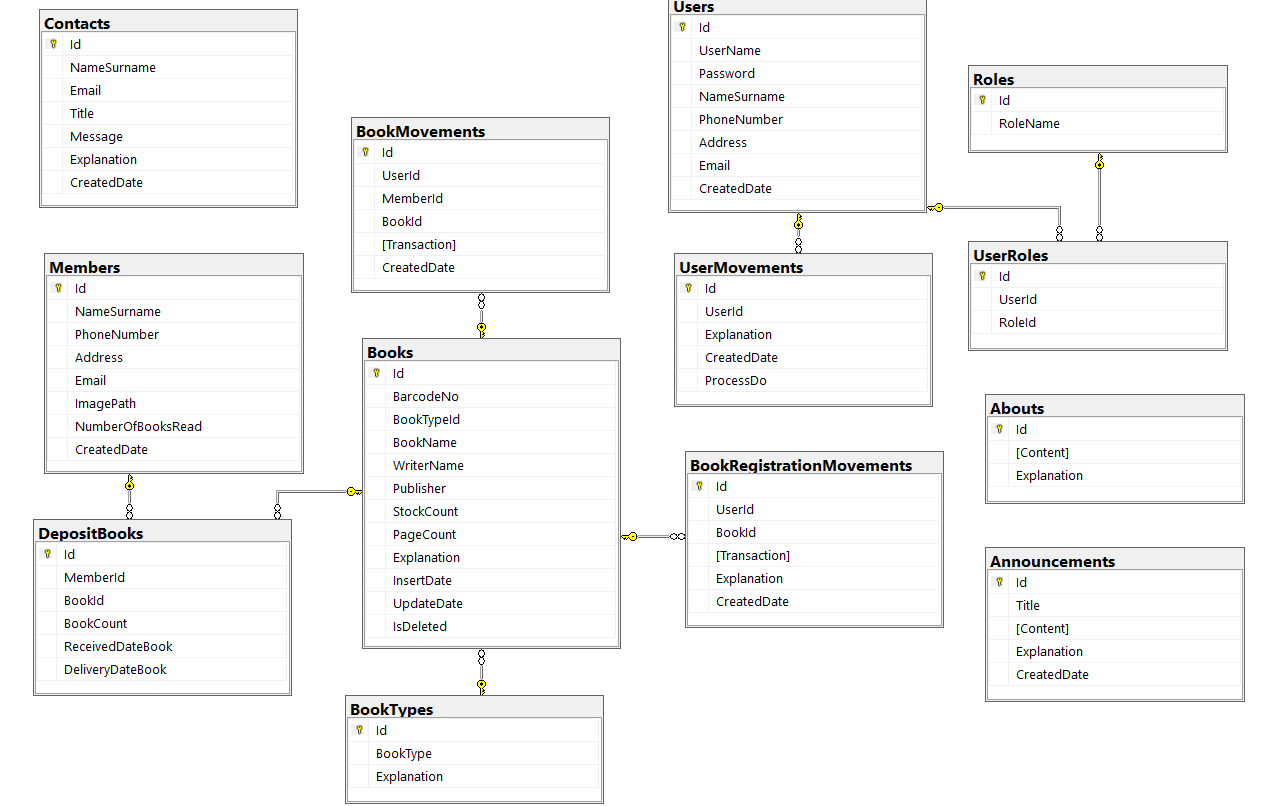 Contacts
Id
NameSurname
Email
Title
Message
Explanation
CreatedDate
Members
Id
NameSurname
PhoneNumber
Address
Email
ImagePath
NumberOfBooksRead
CreatedDate
DepositBooks
Id
MemberId
BookId
BookCount
ReceivedDateBook
DeliveryDateBook
BookMovements
Id
UserId
MemberId
BookId
[Transaction]
CreatedDate
Books
Id
BarcodeNo
BookTypeId
BookName
WriterName
Publisher
StockCount
PageCount
Explanation
InsertDate
UpdateDate
IsDeleted
BookTypes
Id
BookType
Explanation
Users
Id
UserName
Password
NameSurname
PhoneNumber
Address
Email
CreatedDate
UserMovements
Id
UserId
Explanation
CreatedDate
ProcessDo
BookRegistrationMovements
Id
UserId
BookId
[Transaction]
Explanation
CreatedDate
Roles
Id
RoleName
UserRoles
Id
UserId
RoleId
Abouts
Id
[Content]
Explanation
Announcements
Id
Title
[Content]
Explanation
CreatedDate